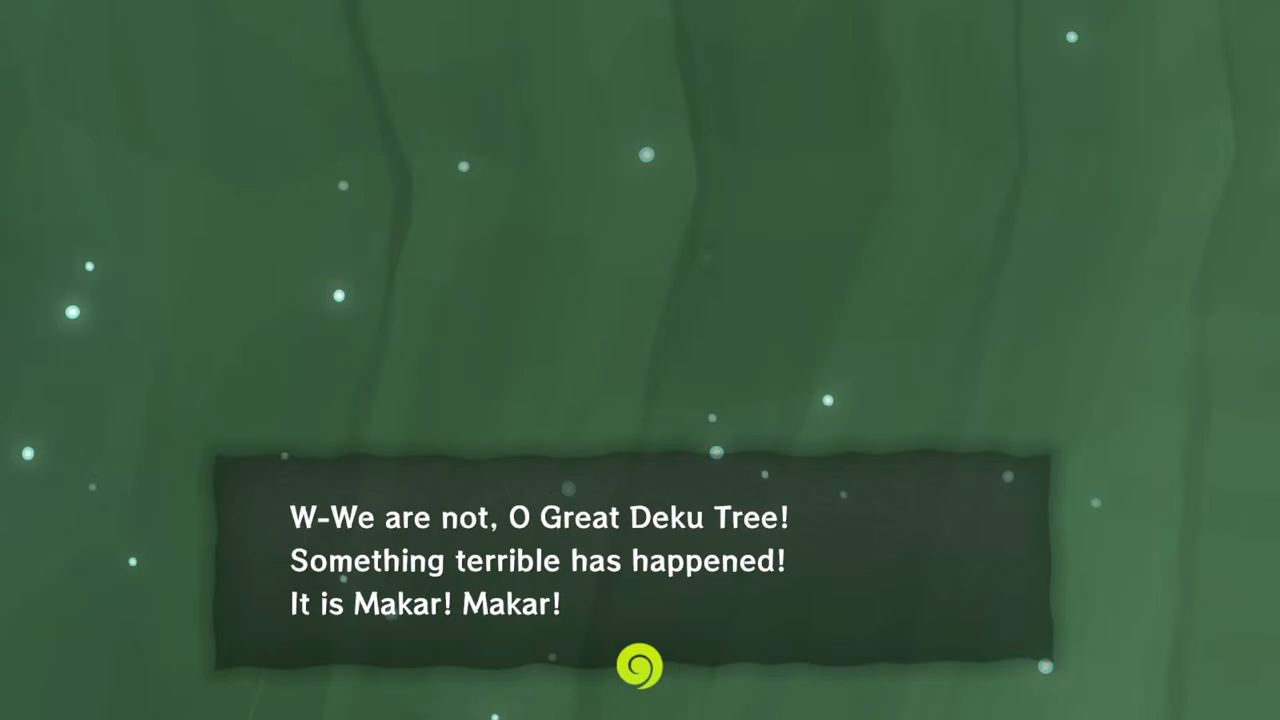 W-We are not, O Great Deku Tree!
Something terrible has happened!
It is Makar! Makar!